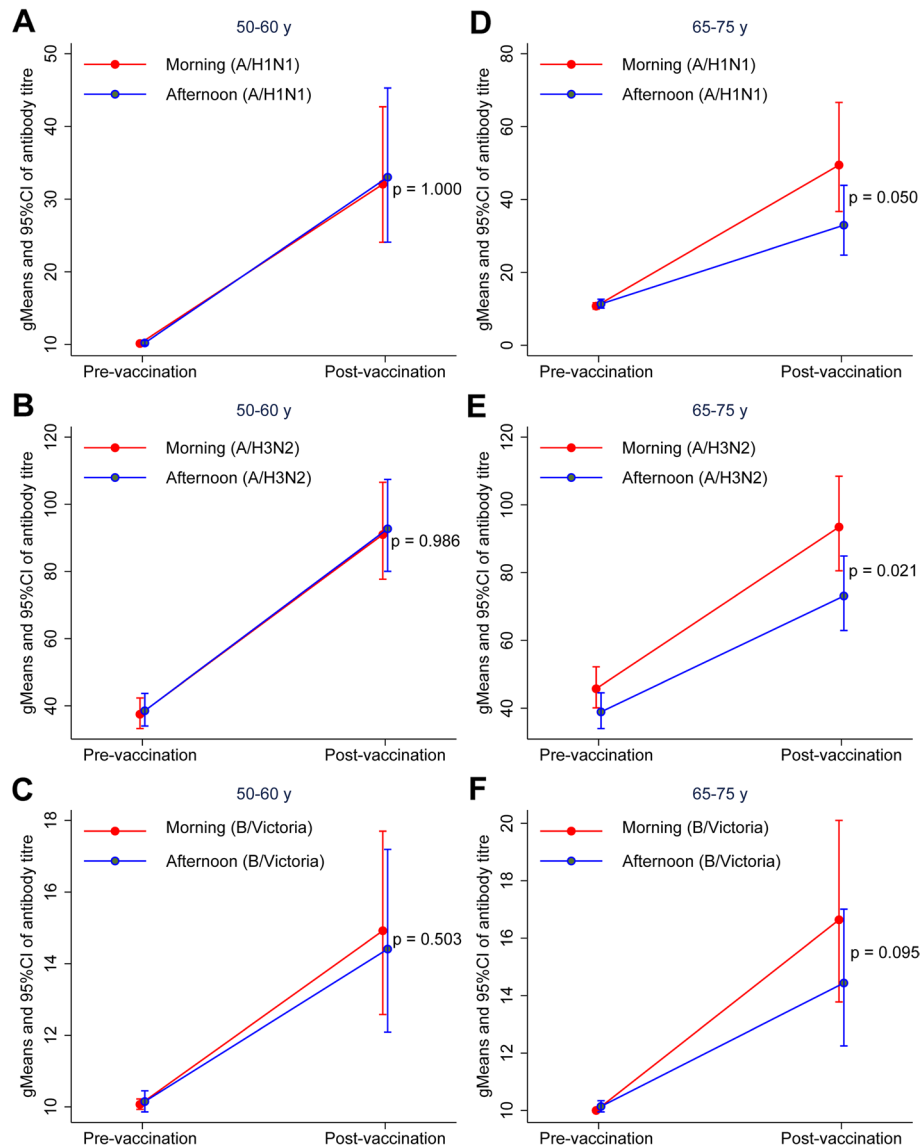 A
50-60 y
gMeans and 95%CI of antibody titre
50
40
30
20
10
Morning (A/H1N1)
Afternoon (A/H1N1)
p = 1.000
Pre-vaccination
Post-vaccination
D
65-75 y
gMeans and 95%CI of antibody titre
80
60
40
20
0
Morning (A/H1N1)
Afternoon (A/H1N1)
p = 0.050
Pre-vaccination
Post-vaccination
B
50-60 y
gMeans and 95%CI of antibody titre
120
100
80
60
40
Morning (A/H3N2)
Afternoon (A/H3N2)
p = 0.986
Pre-vaccination
Post-vaccination
E
65-75 y
gMeans and 95%CI of antibody titre
120
100
80
60
40
Morning (A/H3N2)
Afternoon (A/H3N2)
p = 0.021
Pre-vaccination
Post-vaccination
C
50-60 y
gMeans and 95%CI of antibody titre
18
16
14
12
10
Morning (B/Victoria)
Afternoon (B/Victoria)
p = 0.503
Pre-vaccination
Post-vaccination
F
65-75 y
gMeans and 95%CI of antibody titre
20
18
16
14
12
10
Morning (B/Victoria)
Afternoon (B/Victoria)
p = 0.095
Pre-vaccination
Post-vaccination